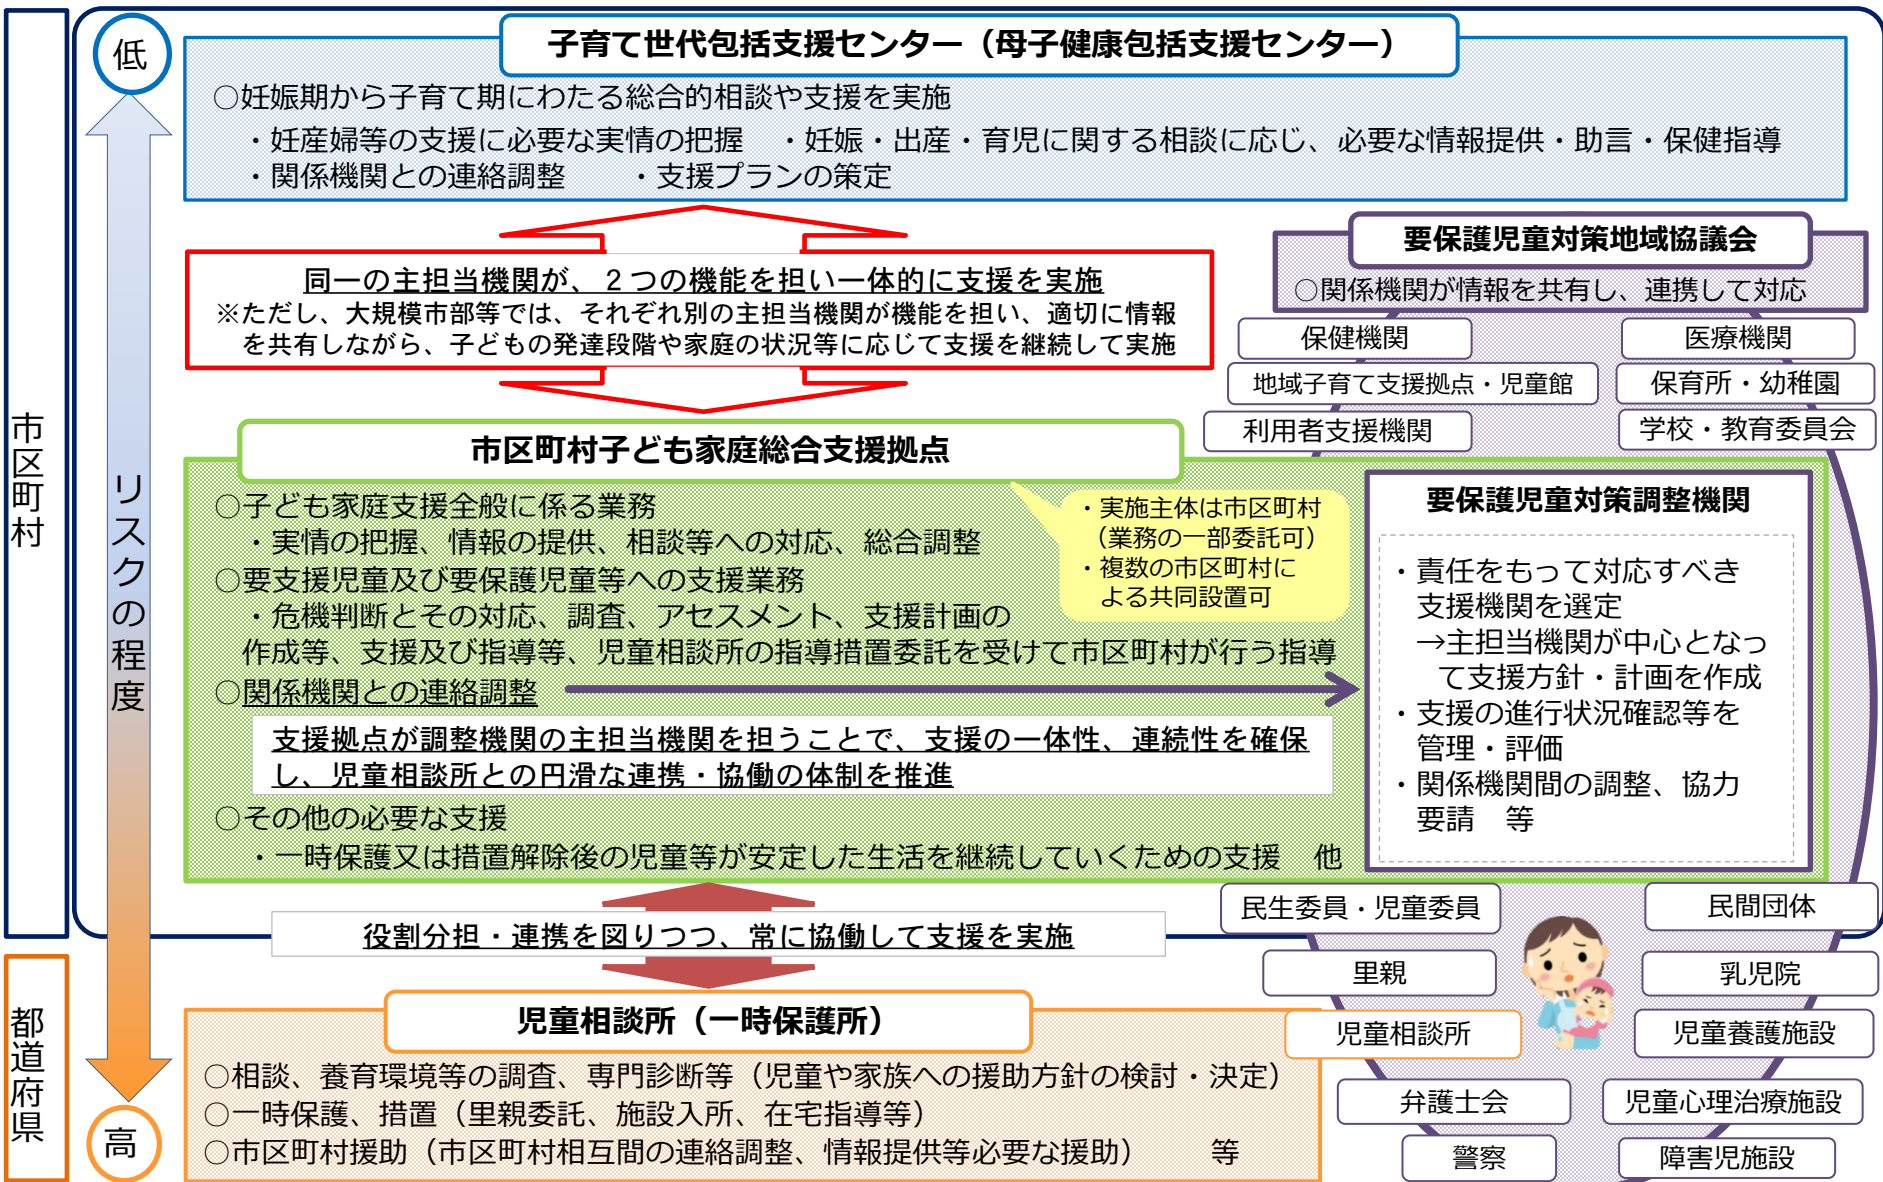 市区町村
都道府県
低
リスクの程度
高
子育て世代包括支援センター（母子健康包括支援センター）
○妊娠期から子育て期にわたる総合的相談や支援を実施
・妊産婦等の支援に必要な実情の把握　・妊娠・出産・育児に関する相談に応じ、必要な情報提供・助言・保健指導
・関係機関との連絡調整　　・支援プランの策定
同一の主担当機関が、２つの機能を担い一体的に支援を実施
※ただし、大規模市部等では、それぞれ別の主担当機関が機能を担い、適切に情報
を共有しながら、子どもの発達段階や家庭の状況等に応じて支援を継続して実施
要保護児童対策地域協議会
○関係機関が情報を共有し、連携して対応
保健機関
医療機関
地域子育て支援拠点・児童館
保育所・幼稚園
利用者支援機関
学校・教育委員会
市区町村子ども家庭総合支援拠点
○子ども家庭支援全般に係る業務
・実情の把握、情報の提供、相談等への対応、総合調整
○要支援児童及び要保護児童等への支援業務
・危機判断とその対応、調査、アセスメント、支援計画の
作成等、支援及び指導等、児童相談所の指導措置委託を受けて市区町村が行う指導
○関係機関との連絡調整
支援拠点が調整機関の主担当機関を担うことで、支援の一体性、連続性を確保
し、児童相談所との円滑な連携・協働の体制を推進
○その他の必要な支援
・一時保護又は措置解除後の児童等が安定した生活を継続していくための支援　他
・実施主体は市区町村
（業務の一部委託可）
・複数の市区町村に
よる共同設置可
要保護児童対策調整機関
・責任をもって対応すべき
支援機関を選定
→主担当機関が中心となっ
て支援方針・計画を作成
・支援の進行状況確認等を
管理・評価
・関係機関間の調整、協力
要請　等
役割分担・連携を図りつつ、常に協働して支援を実施
児童相談所（一時保護所）
○相談、養育環境等の調査、専門診断等（児童や家族への援助方針の検討・決定）
○一時保護、措置（里親委託、施設入所、在宅指導等）
○市区町村援助（市区町村相互間の連絡調整、情報提供等必要な援助）　　等
民生委員・児童委員
民間団体
里親
乳児院
児童相談所
児童養護施設
弁護士会
児童心理治療施設
警察
障害児施設